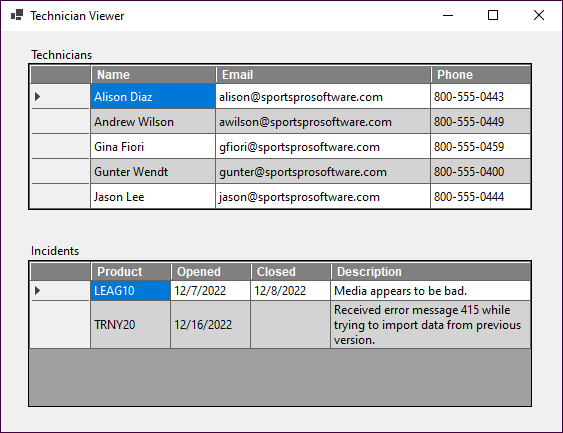 Technician Viewer
Technicians
Name Email Phone
Alison Diaz alison@sportsprosoftware.com 800-555-0443
Andrew Wilson awilson@sportsprosoftware.com 800-555-0449
Gina Fiori gfiori@sportsprosoftware.com 800-555-0459
Gunter Wendt gunter@sportsprosoftware.com 800-555-0400
Jason Lee jason@sportsprosoftware.com 800-555-0444
Incidents
Product Opened Closed Description
LEAG10 12/7/2022 12/8/2022 Media appears to be bad.
TRNY20 12/16/2022 Received error message 415 while
trying to import data from previous
version.